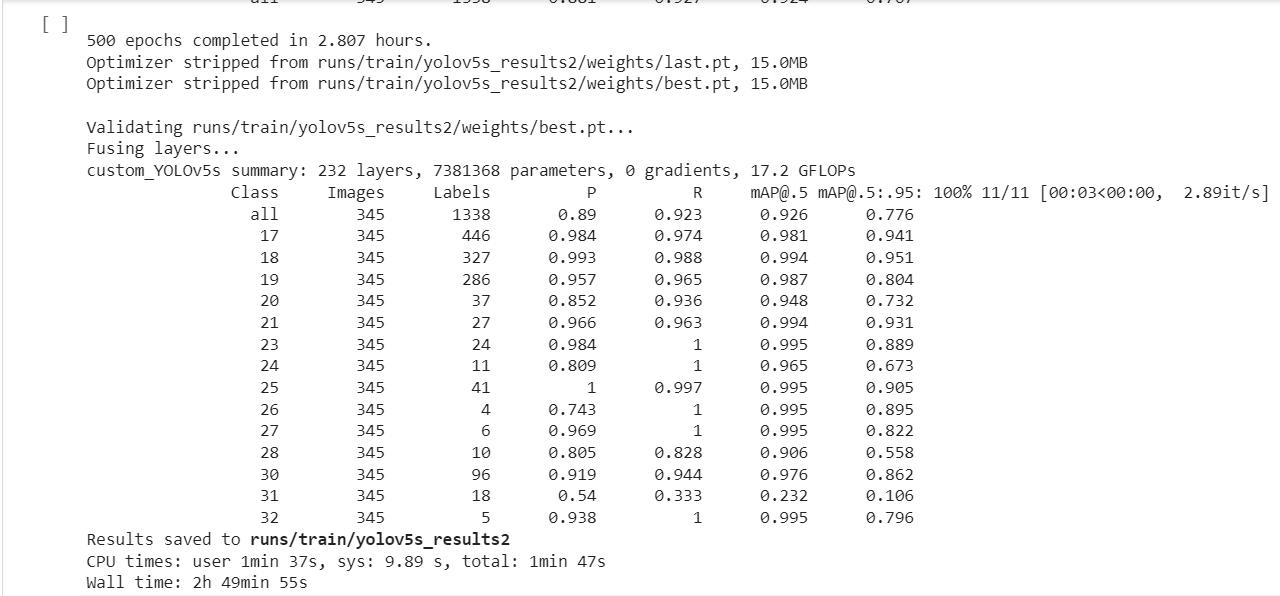 [ ]
500 epochs completed in 2.807 hours.
Optimizer stripped from runs/train/yolov5s_results2/weights/last.pt, 15.0MB
Optimizer stripped from runs/train/yolov5s_results2/weights/best.pt, 15.0MB
Validating runs/train/yolov5s_results2/weights/best.pt...
Fusing layers...
custom_YOLOv5s summary: 232 layers, 7381368 parameters, 0 gradients, 17.2 GFLOPs
Class Images Labels P R mAP@.5 mAP@.5:.95: 100% 11/11 [00:03<00:00, 2.89it/s]
all 345 1338 0.89 0.923 0.926 0.776
17 345 446 0.984 0.974 0.981 0.941
18 345 327 0.993 0.988 0.994 0.951
19 345 286 0.957 0.965 0.987 0.804
20 345 37 0.852 0.936 0.948 0.732
21 345 27 0.966 0.963 0.994 0.931
23 345 24 0.984 1 0.995 0.889
24 345 11 0.809 1 0.965 0.673
25 345 41 1 0.997 0.995 0.905
26 345 4 0.743 1 0.995 0.895
27 345 6 0.969 1 0.995 0.822
28 345 10 0.805 0.828 0.906 0.558
30 345 96 0.919 0.944 0.976 0.862
31 345 18 0.54 0.333 0.232 0.106
32 345 5 0.938 1 0.995 0.796
Results saved to runs/train/yolov5s_results2
CPU times: user 1min 37s, sys: 9.89 s, total: 1min 47s
Wall time: 2h 49min 55s